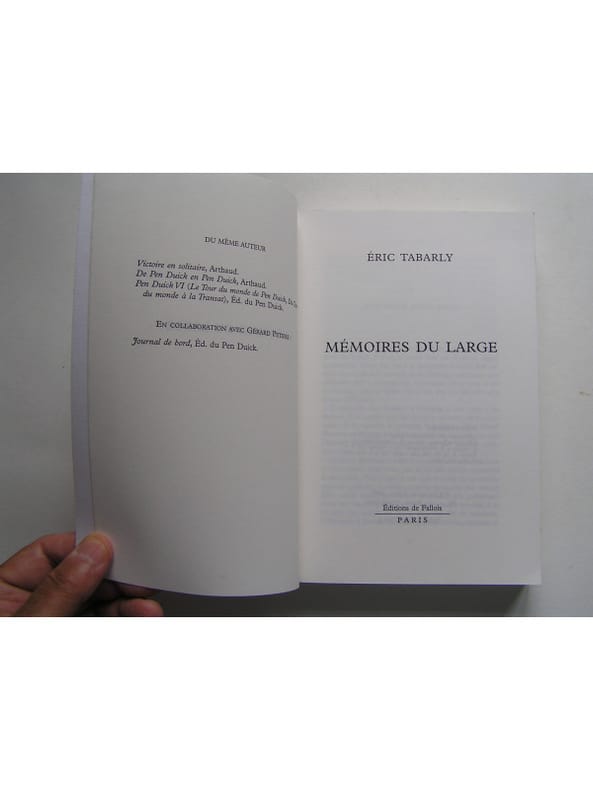 DU MÊME AUTEUR
Victoire en solitaire, Arthaud.
De Pen Duick en Pen Duick, Arthaud.
Pen Duick VI (Le Tour du monde de Pen Duick,
du monde à la Transat), Éd. du Pen Duick.
EN COLLABORATION AVEC GÉRARD
Journal de bord, Éd. du Pen Duick.
ÉRIC TABARLY
MÉMOIRES DU LARGE
Éditions de Fallois
PARIS